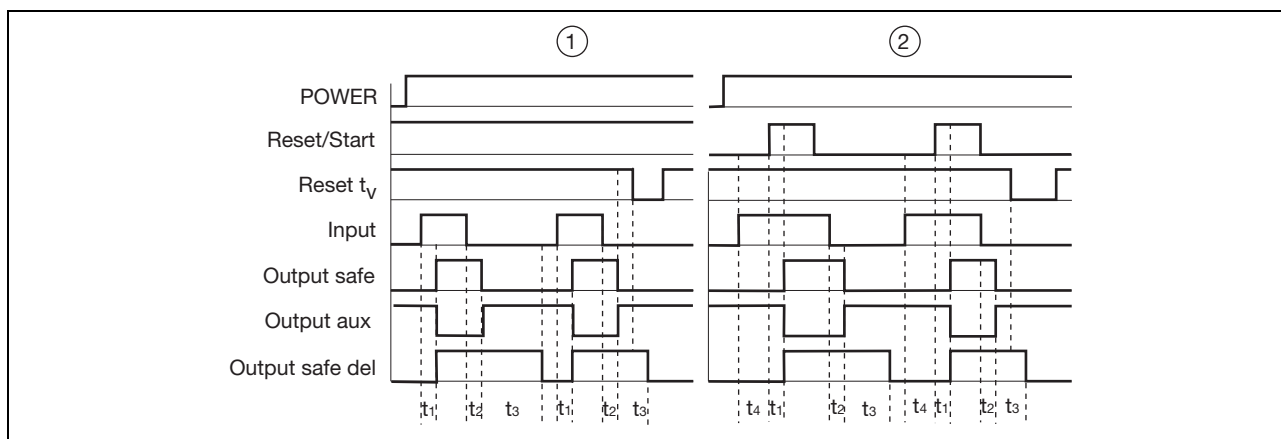 ① ②
POWER
Reset/Start
Reset tV
Input
Output safe
Output aux
Output safe del
t1 t2 t3 t1 t2 t3 t4 t1 t2 t3 t4 t1 t2 t3